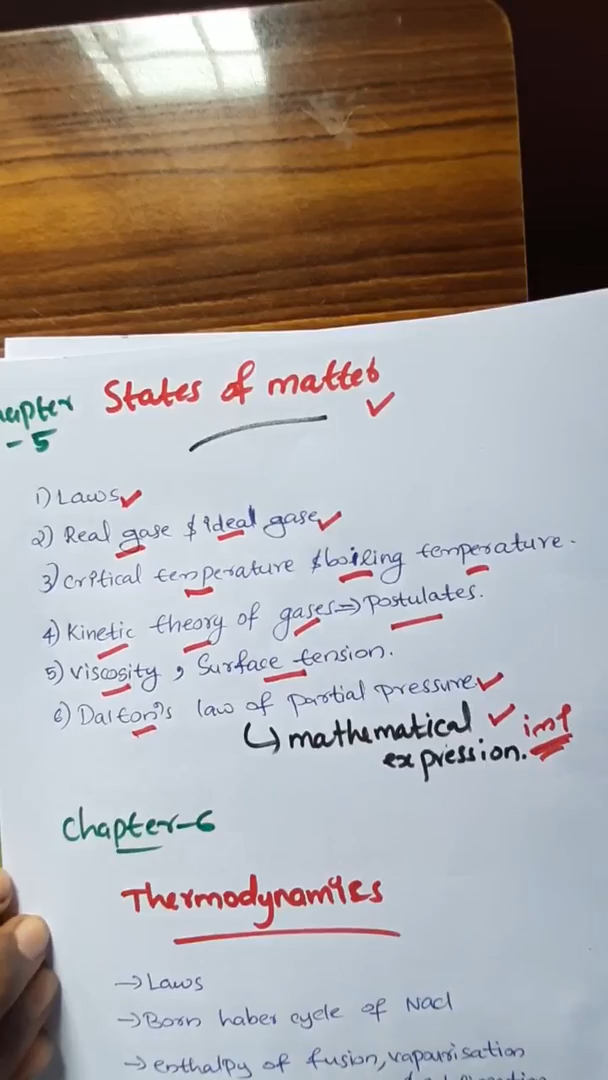 States of matter
- 5
1) Laws
2) Real gase & ideal gase
3) Critical temperature & boiling temperature.
4) Kinetic theory of gases => Postulates.
5) Viscosity, Surface tension.
6) Dalton's law of partial pressure
↳ mathematical imp
expression.
Chapter-6
Thermodynamics
→ Laws
→ Born haber cycle of Nacl
→ enthalpy of fusion, vapourisation